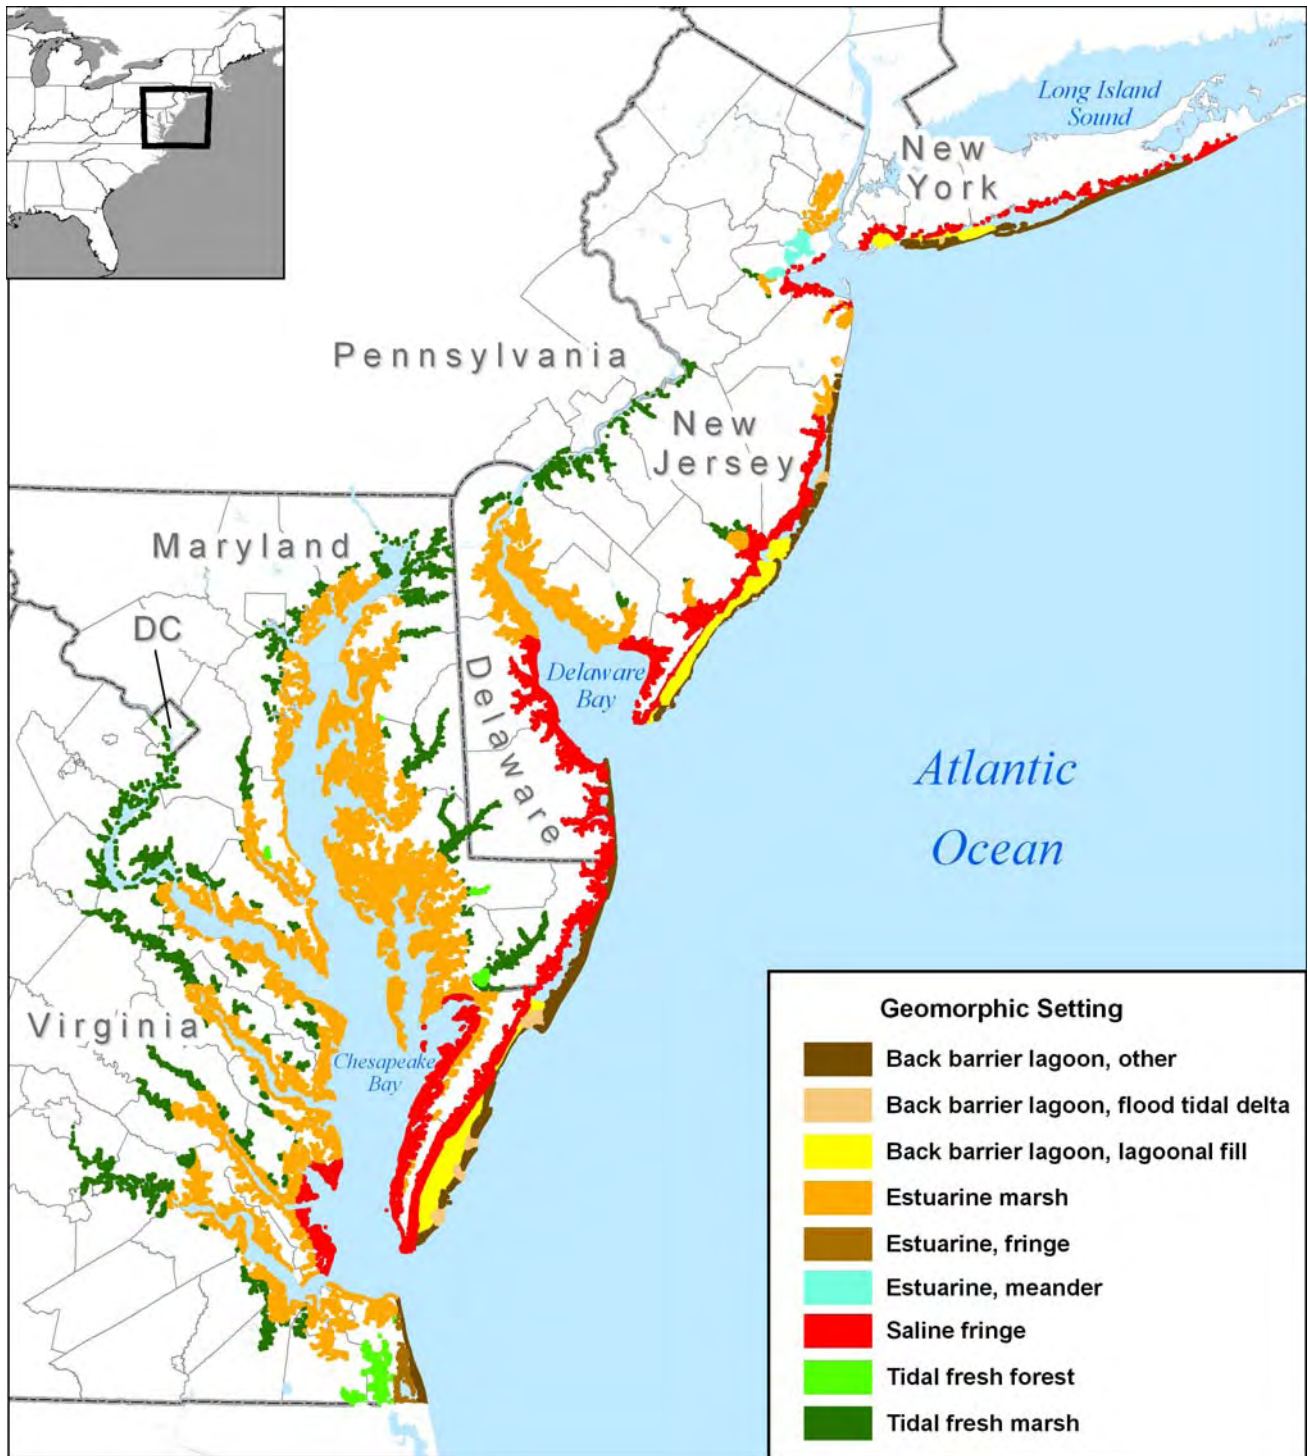 Long Island
Sound
New
York
Pennsylvania
New
Jersey
Maryland
DC
Delaware
Bay
Delaware
Atlantic
Ocean
Virginia
Chesapeake
Bay
Geomorphic Setting
Back barrier lagoon, other
Back barrier lagoon, flood tidal delta
Back barrier lagoon, lagoonal fill
Estuarine marsh
Estuarine, fringe
Estuarine, meander
Saline fringe
Tidal fresh forest
Tidal fresh marsh